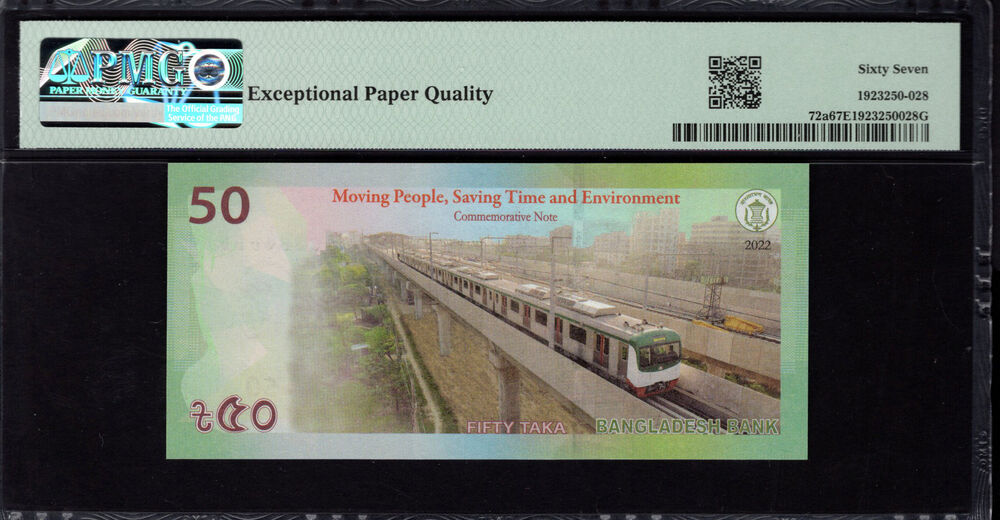 PMG
PAPER MONEY GUARANTY
The Official Grading
Service of the ANA
Exceptional Paper Quality
Sixty Seven
1923250-028
72a67E1923250028G
50
Moving People, Saving Time and Environment
Commemorative Note
2022
৳৫০
FIFTY TAKA
BANGLADESH BANK